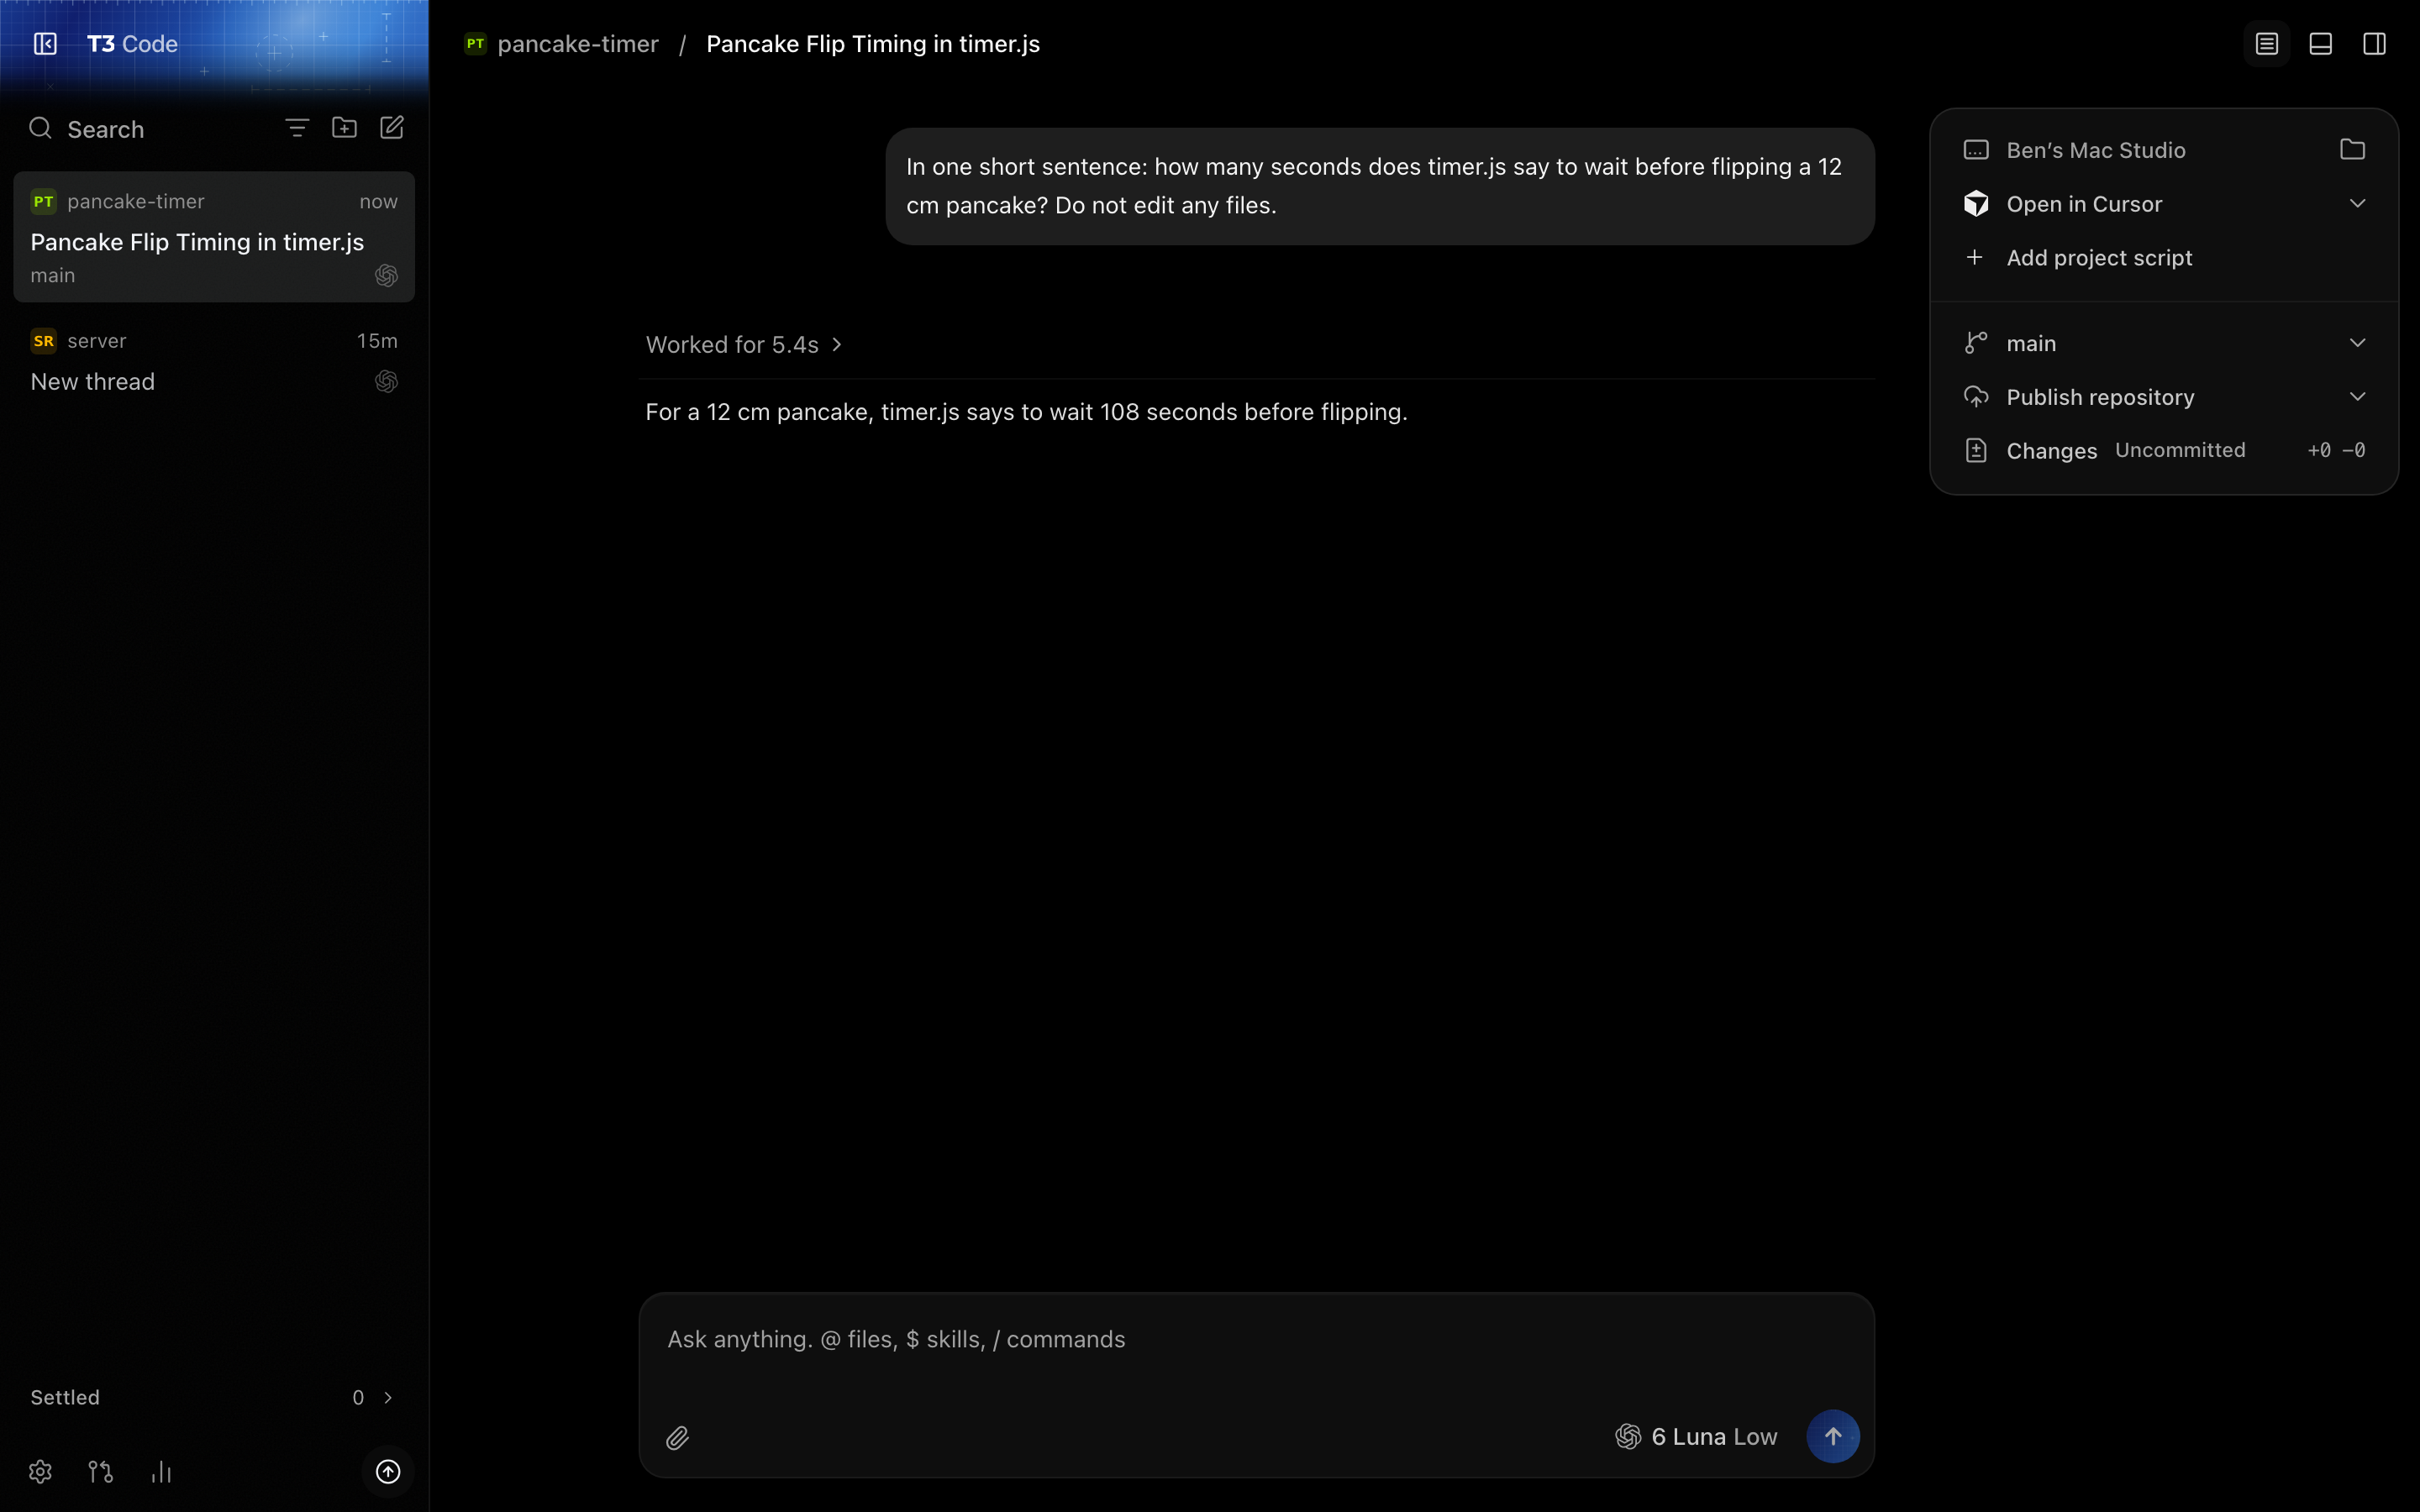 T3 Code
Search
PT pancake-timer now
Pancake Flip Timing in timer.js
main
SR server 15m
New thread
Settled 0
PT pancake-timer / Pancake Flip Timing in timer.js
In one short sentence: how many seconds does timer.js say to wait before flipping a 12
cm pancake? Do not edit any files.
Worked for 5.4s
For a 12 cm pancake, timer.js says to wait 108 seconds before flipping.
Ask anything. @ files, $ skills, / commands
6 Luna Low
Ben’s Mac Studio
Open in Cursor
Add project script
main
Publish repository
Changes Uncommitted +0 −0